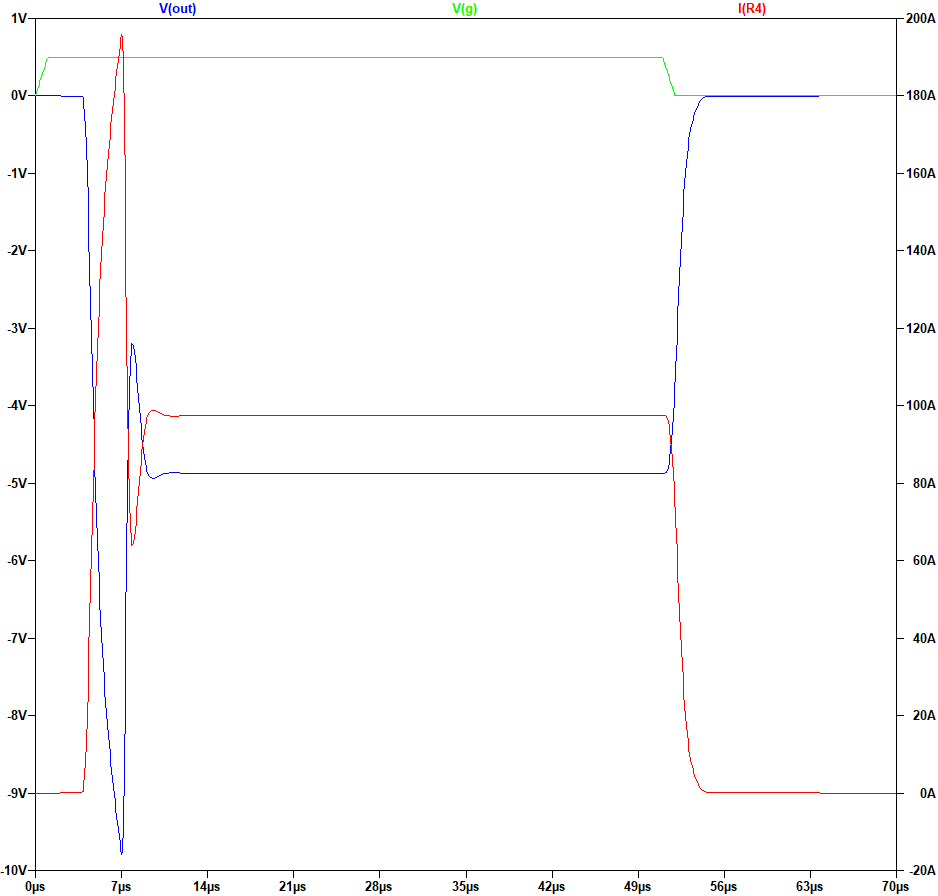 V(out) V(g) I(R4)
1V 200A
0V 180A
-1V 160A
-2V 140A
-3V 120A
-4V 100A
-5V 80A
-6V 60A
-7V 40A
-8V 20A
-9V 0A
-10V -20A
0µs 7µs 14µs 21µs 28µs 35µs 42µs 49µs 56µs 63µs 70µs